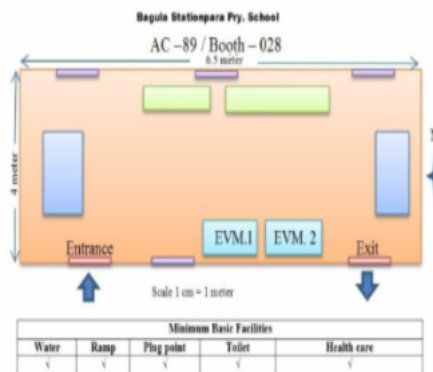 Bagula Stationpara Pry. School
AC –89 / Booth – 028
6.5 meter
4 meter
EVM.1 EVM. 2
Entrance Exit
Scale 1 cm = 1 meter
Minimum Basic Facilities
Water Ramp Plug point Toilet Health care
√ √ √ √ √